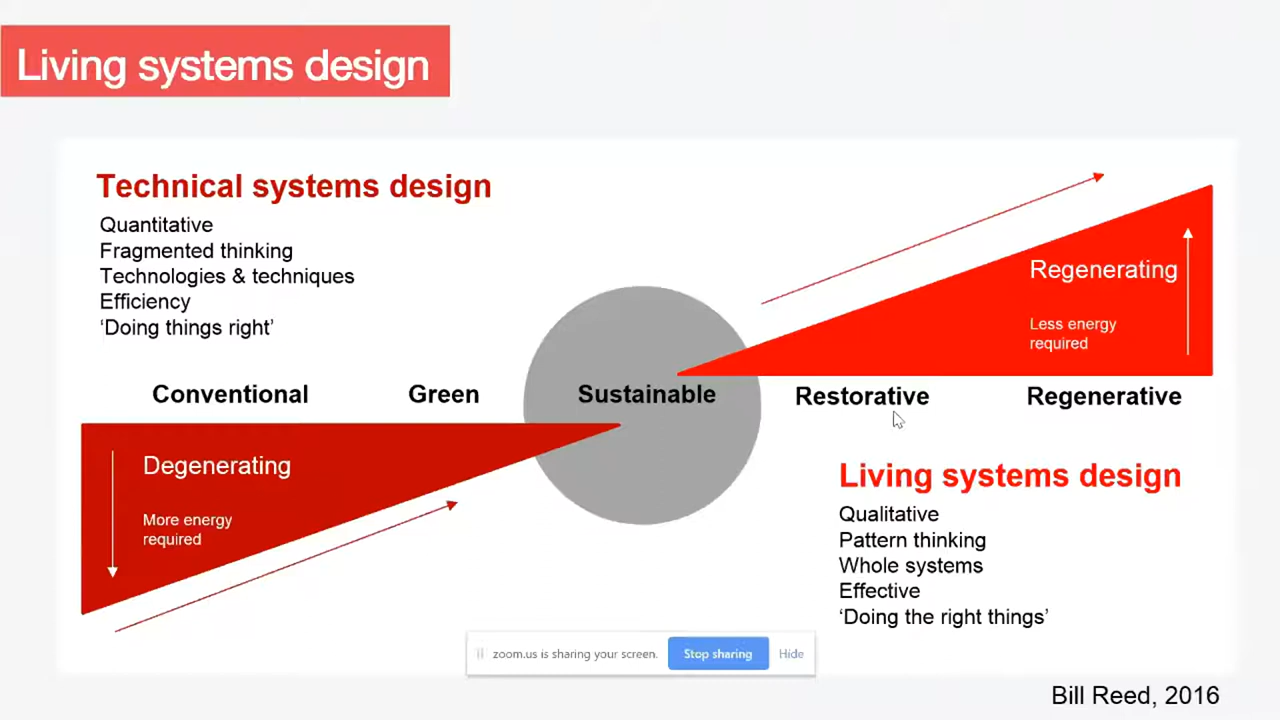 Living systems design
Technical systems design
Quantitative
Fragmented thinking
Technologies & techniques
Efficiency
‘Doing things right’
Regenerating
Less energy
required
Conventional
Green
Sustainable
Restorative
Regenerative
Degenerating
More energy
required
Living systems design
Qualitative
Pattern thinking
Whole systems
Effective
‘Doing the right things’
zoom.us is sharing your screen.
Stop sharing
Hide
Bill Reed, 2016